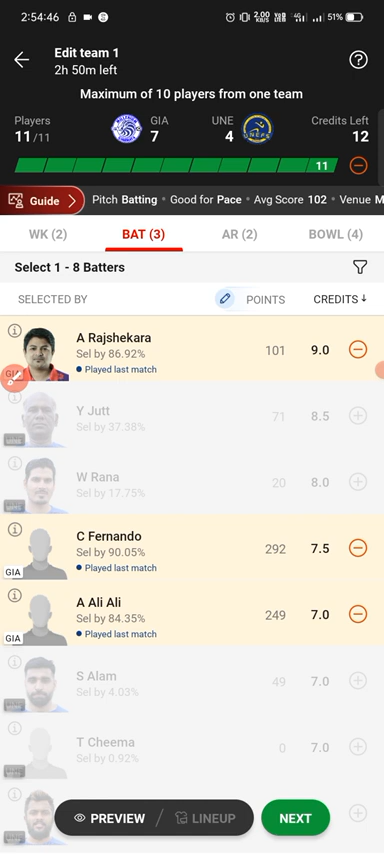 2:54:46
2.00 KB/S
4G
51%
Edit team 1
2h 50m left
Maximum of 10 players from one team
Players
11/11
GIA
7
UNE
4
Credits Left
12
11
Guide
Pitch Batting • Good for Pace • Avg Score 102 • Venue M
WK (2)
BAT (3)
AR (2)
BOWL (4)
Select 1 - 8 Batters
SELECTED BY
POINTS
CREDITS↓
A Rajshekara
Sel by 86.92%
Played last match
101
9.0
Y Jutt
Sel by 37.38%
71
8.5
W Rana
Sel by 17.75%
20
8.0
C Fernando
Sel by 90.05%
Played last match
GIA
292
7.5
A Ali Ali
Sel by 84.35%
Played last match
GIA
249
7.0
S Alam
Sel by 4.03%
49
7.0
T Cheema
Sel by 0.92%
0
7.0
PREVIEW / LINEUP
NEXT